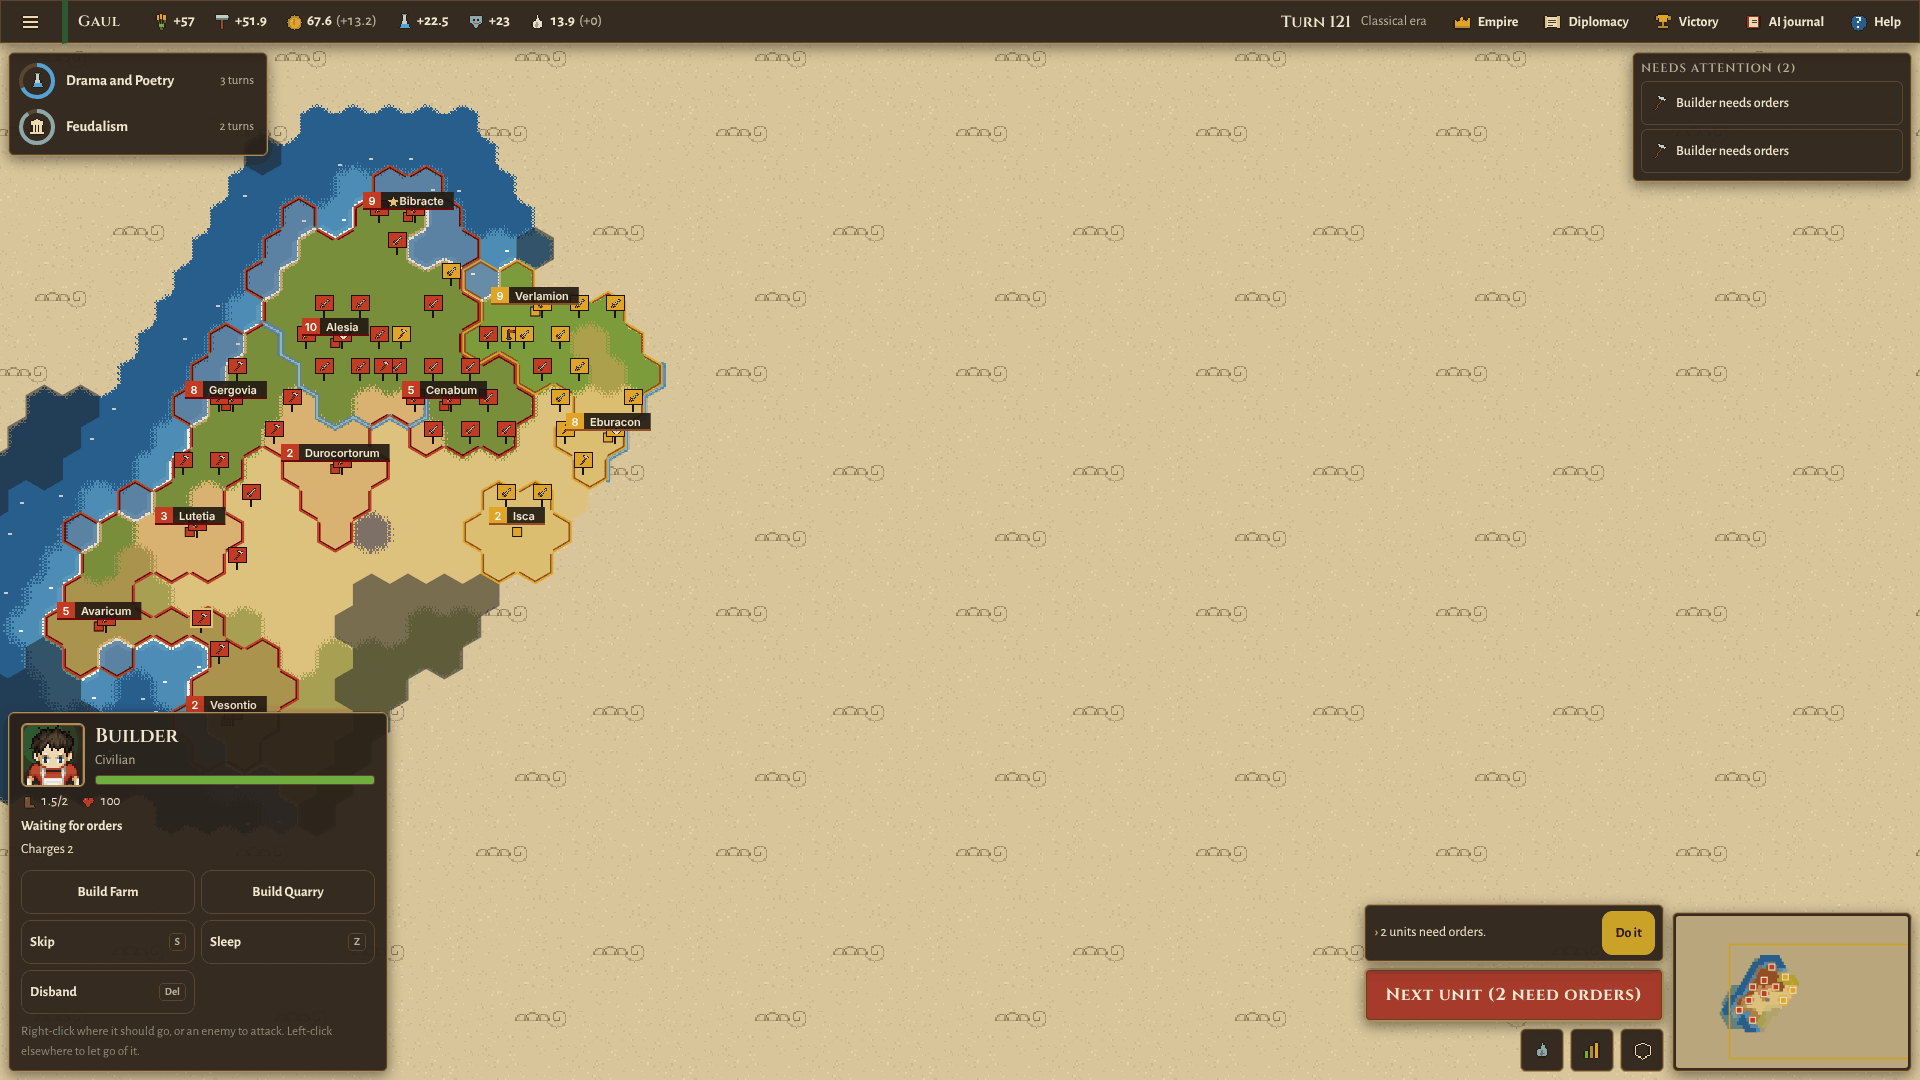 GAUL
+57
+51.9
67.6 (+13.2)
+22.5
+23
13.9 (+0)
TURN 121 Classical era
Empire
Diplomacy
Victory
AI journal
? Help
Drama and Poetry 3 turns
Feudalism 2 turns
NEEDS ATTENTION (2)
Builder needs orders
Builder needs orders
9 Bibracte
9 Verlamion
10 Alesia
8 Gergovia
5 Cenabum
8 Eburacon
2 Durocortorum
3 Lutetia
2 Isca
5 Avaricum
2 Vesontio
BUILDER
Civilian
1.5/2 100
Waiting for orders
Charges 2
Build Farm
Build Quarry
Skip S
Sleep Z
Disband Del
Right-click where it should go, or an enemy to attack. Left-click
elsewhere to let go of it.
› 2 units need orders.
Do it
NEXT UNIT (2 NEED ORDERS)